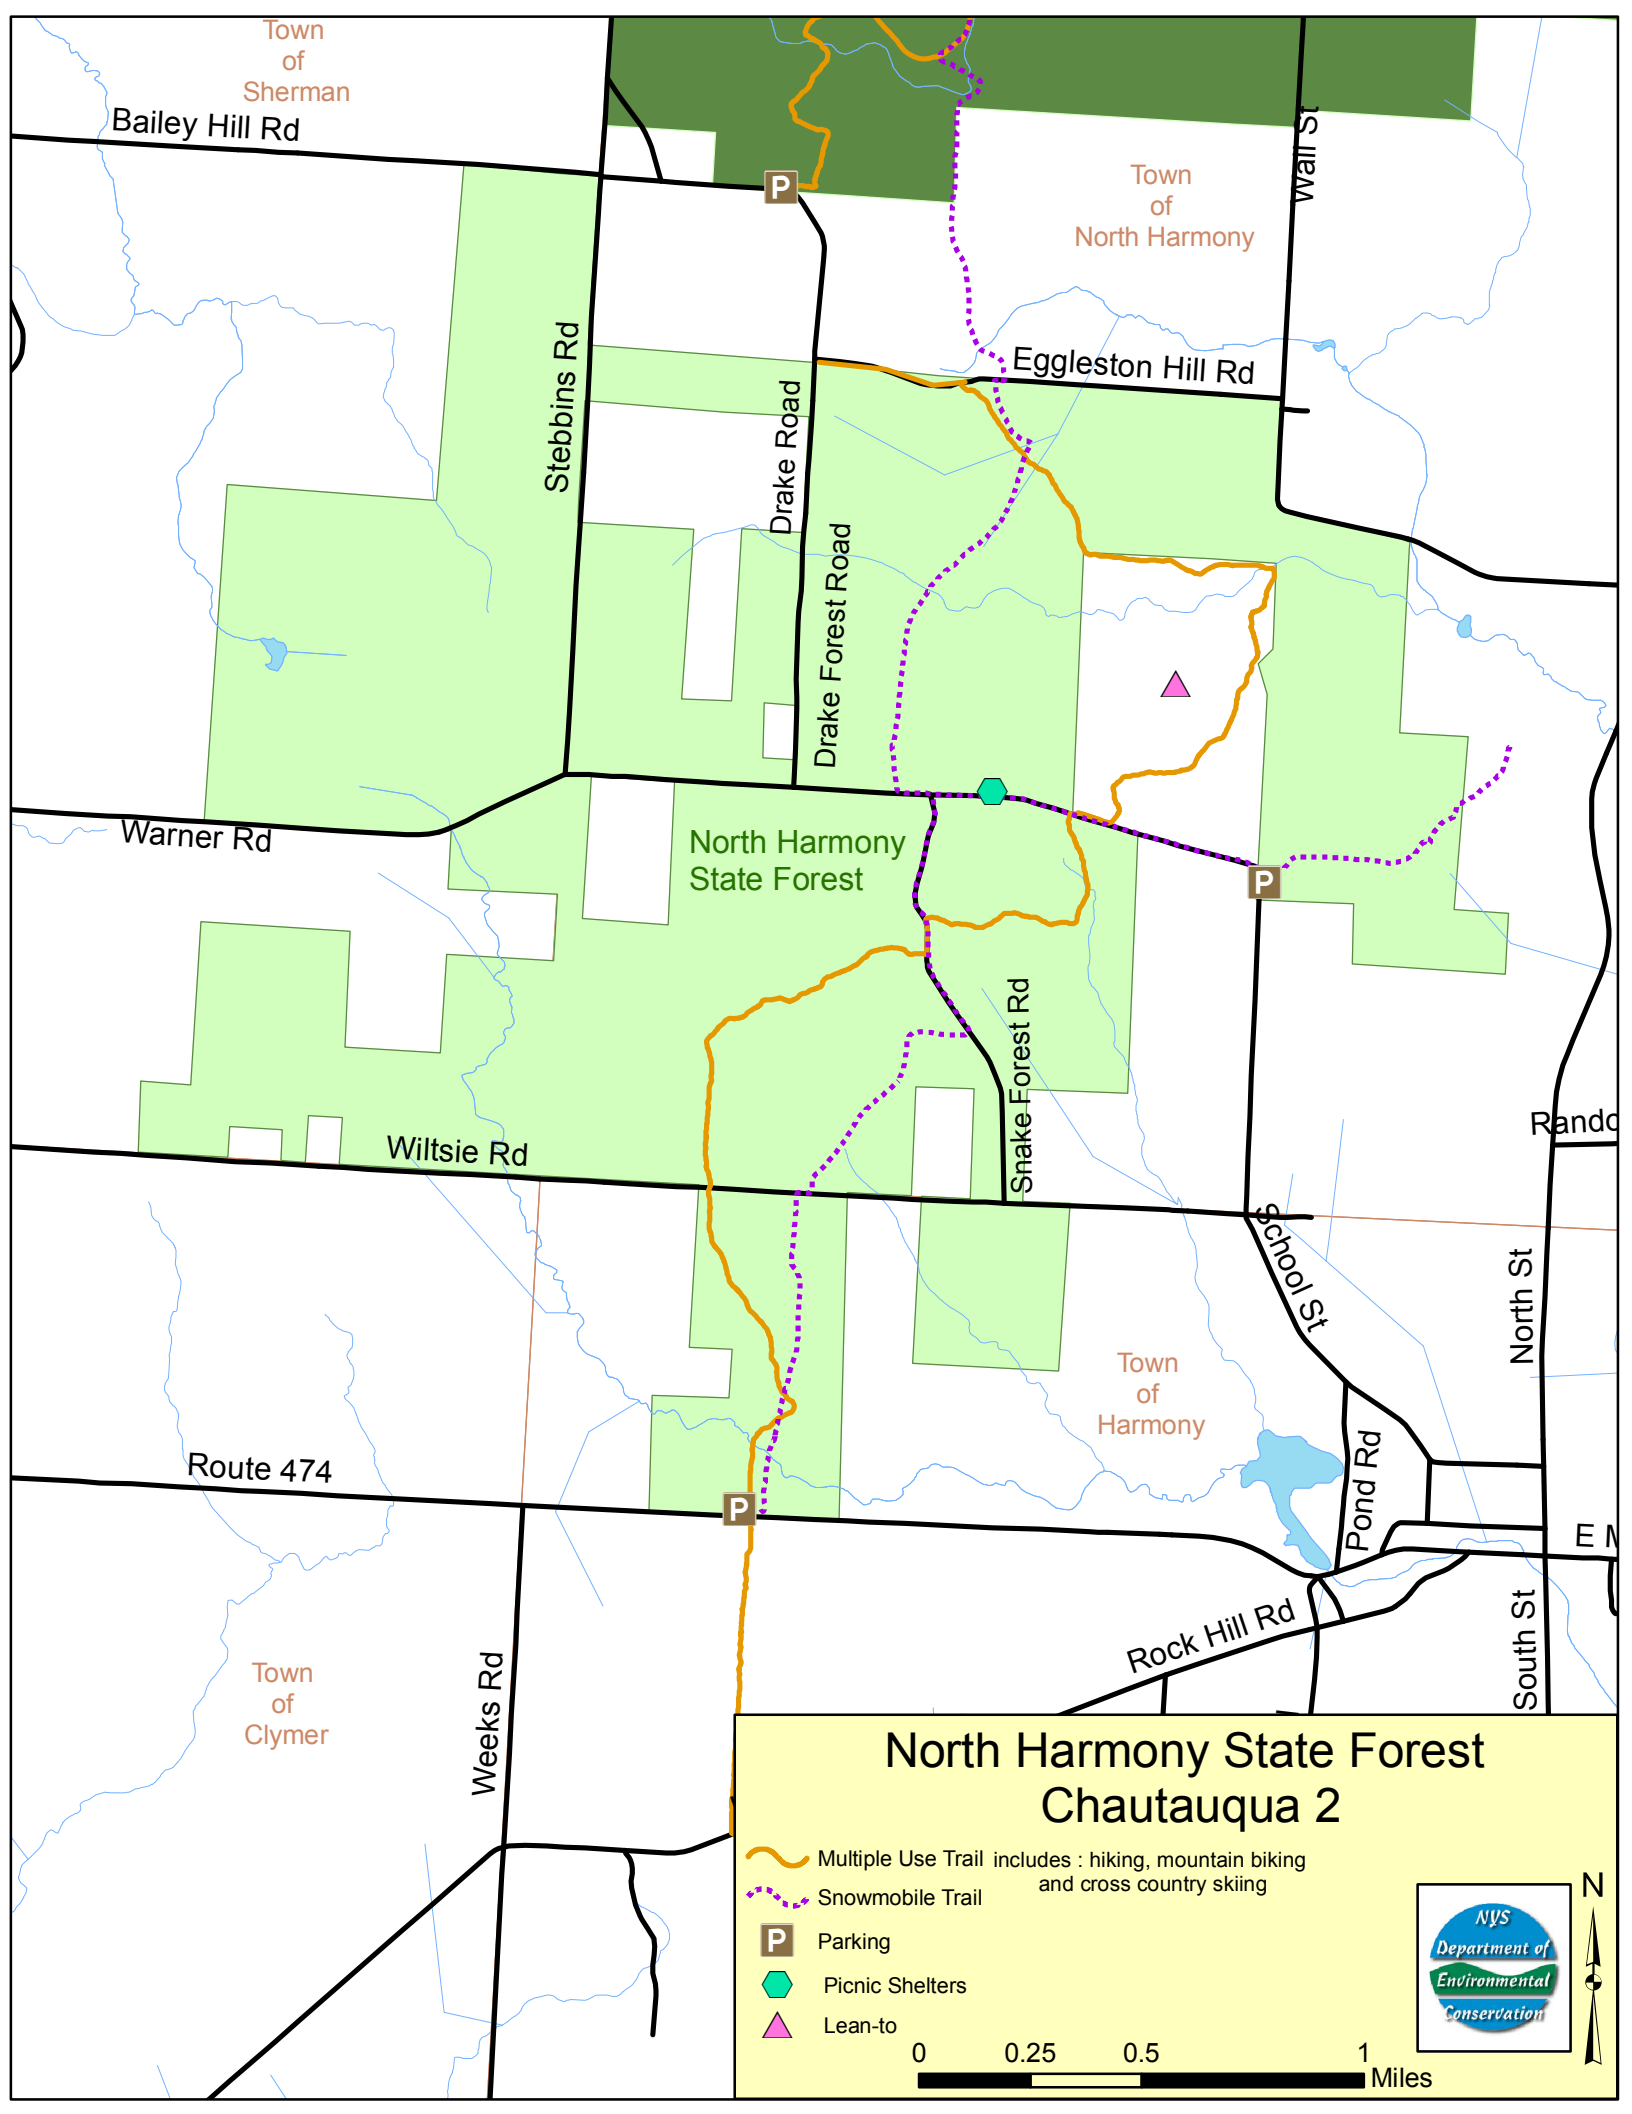 Town
of
Sherman
Bailey Hill Rd
P
Town
of
North Harmony
Wall St
Eggleston Hill Rd
Stebbins Rd
Drake Road
Drake Forest Road
Warner Rd
North Harmony
State Forest
P
Snake Forest Rd
Rando
Wiltsie Rd
School St
North St
Town
of
Harmony
Route 474
P
Pond Rd
E M
Rock Hill Rd
South St
Town
of
Clymer
Weeks Rd
North Harmony State Forest
Chautauqua 2
Multiple Use Trail includes : hiking, mountain biking
and cross country skiing
Snowmobile Trail
P Parking
Picnic Shelters
Lean-to
0 0.25 0.5 1
Miles
N
NYS
Department of
Environmental
Conservation